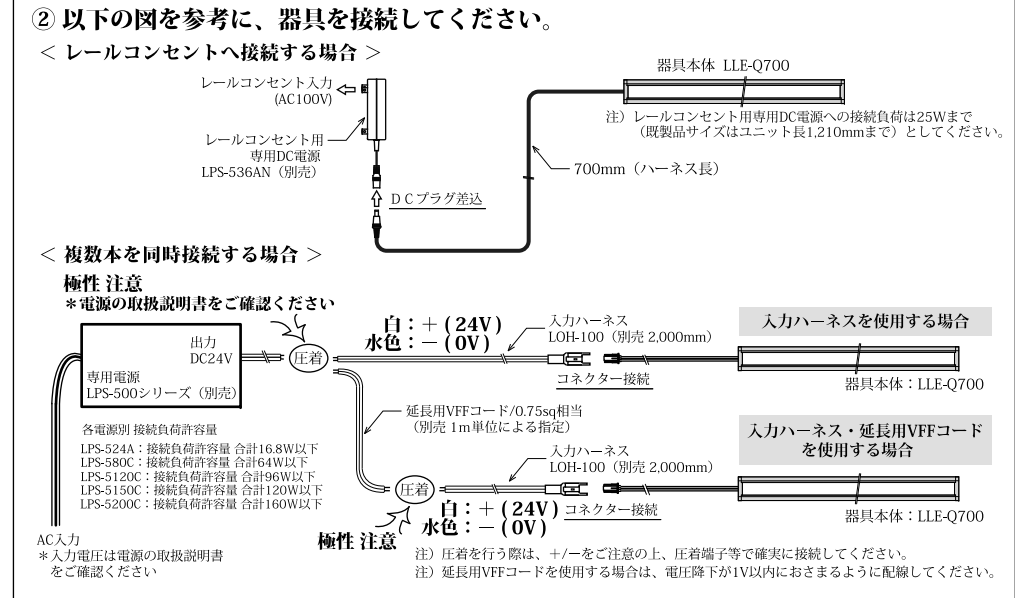 ② 以下の図を参考に、器具を接続してください。
＜ レールコンセントへ接続する場合 ＞
レールコンセント入力
(AC100V)
レールコンセント用
専用DC電源
LPS-536AN（別売）
ＤＣプラグ差込
器具本体 LLE-Q700
注）レールコンセント用専用DC電源への接続負荷は25Wまで
（既製品サイズはユニット長1,210mmまで）としてください。
700mm（ハーネス長）
＜ 複数本を同時接続する場合 ＞
極性 注意
＊電源の取扱説明書をご確認ください
出力
DC24V
専用電源
LPS-500シリーズ（別売）
圧着
白：＋ ( 24V )
水色：－ ( 0V )
入力ハーネス
LOH-100（別売 2,000mm）
コネクター接続
入力ハーネスを使用する場合
器具本体：LLE-Q700
延長用VFFコード/0.75sq相当
（別売 1ｍ単位による指定）
各電源別 接続負荷許容量
LPS-524A：接続負荷許容量 合計16.8W以下
LPS-580C：接続負荷許容量 合計64W以下
LPS-5120C：接続負荷許容量 合計96W以下
LPS-5150C：接続負荷許容量 合計120W以下
LPS-5200C：接続負荷許容量 合計160W以下
入力ハーネス・延長用VFFコード
を使用する場合
入力ハーネス
LOH-100（別売 2,000mm）
圧着
白：＋ ( 24V )
水色：－ ( 0V )
コネクター接続
器具本体：LLE-Q700
極性 注意
AC入力
＊入力電圧は電源の取扱説明書
をご確認ください
注）圧着を行う際は、＋/－をご注意の上、圧着端子等で確実に接続してください。
注）延長用VFFコードを使用する場合は、電圧降下が1V以内におさまるように配線してください。